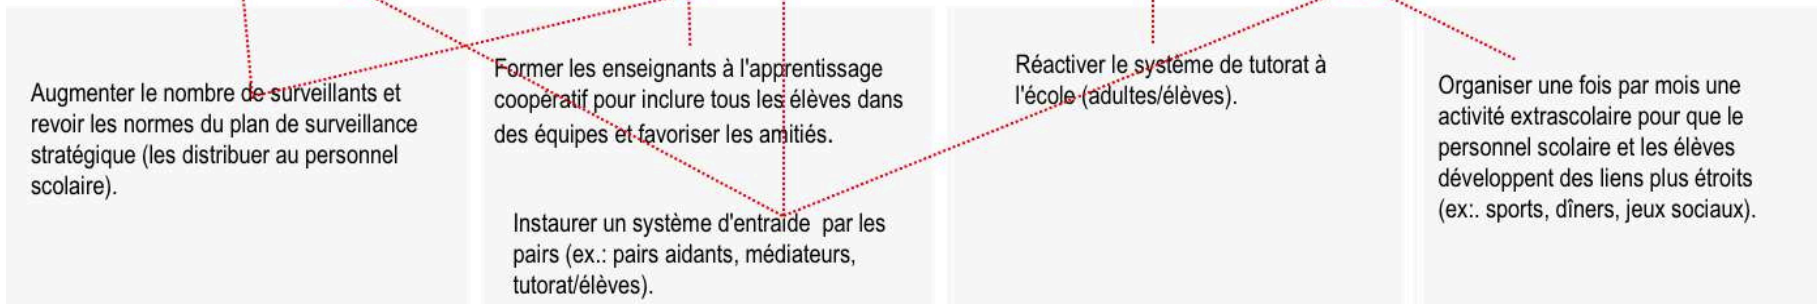 Augmenter le nombre de surveillants et
revoir les normes du plan de surveillance
stratégique (les distribuer au personnel
scolaire).
Former les enseignants à l'apprentissage
coopératif pour inclure tous les élèves dans
des équipes et favoriser les amitiés.
Instaurer un système d'entraide par les
pairs (ex.: pairs aidants, médiateurs,
tutorat/élèves).
Réactiver le système de tutorat à
l'école (adultes/élèves).
Organiser une fois par mois une
activité extrascolaire pour que le
personnel scolaire et les élèves
développent des liens plus étroits
(ex:. sports, dîners, jeux sociaux).